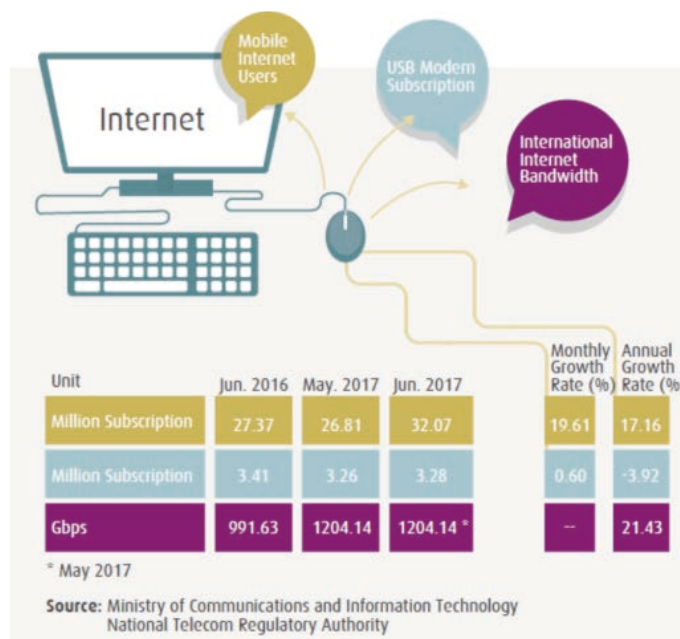 Mobile
Internet
Users
USB Modem
Subscription
Internet
International
Internet
Bandwidth
Unit Jun. 2016 May. 2017 Jun. 2017 Monthly Growth Rate (%) Annual Growth Rate (%)
Million Subscription 27.37 26.81 32.07 19.61 17.16
Million Subscription 3.41 3.26 3.28 0.60 -3.92
Gbps 991.63 1204.14 1204.14 * -- 21.43
* May 2017
Source: Ministry of Communications and Information Technology
National Telecom Regulatory Authority